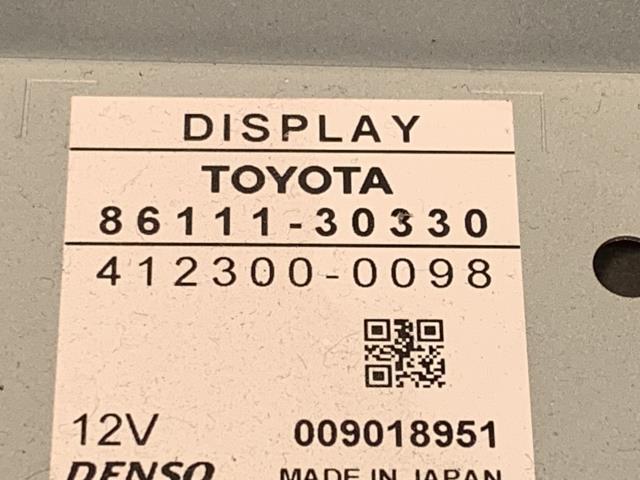 DISPLAY
TOYOTA
86111-30330
412300-0098
12V 009018951
DENSO MADE IN JAPAN